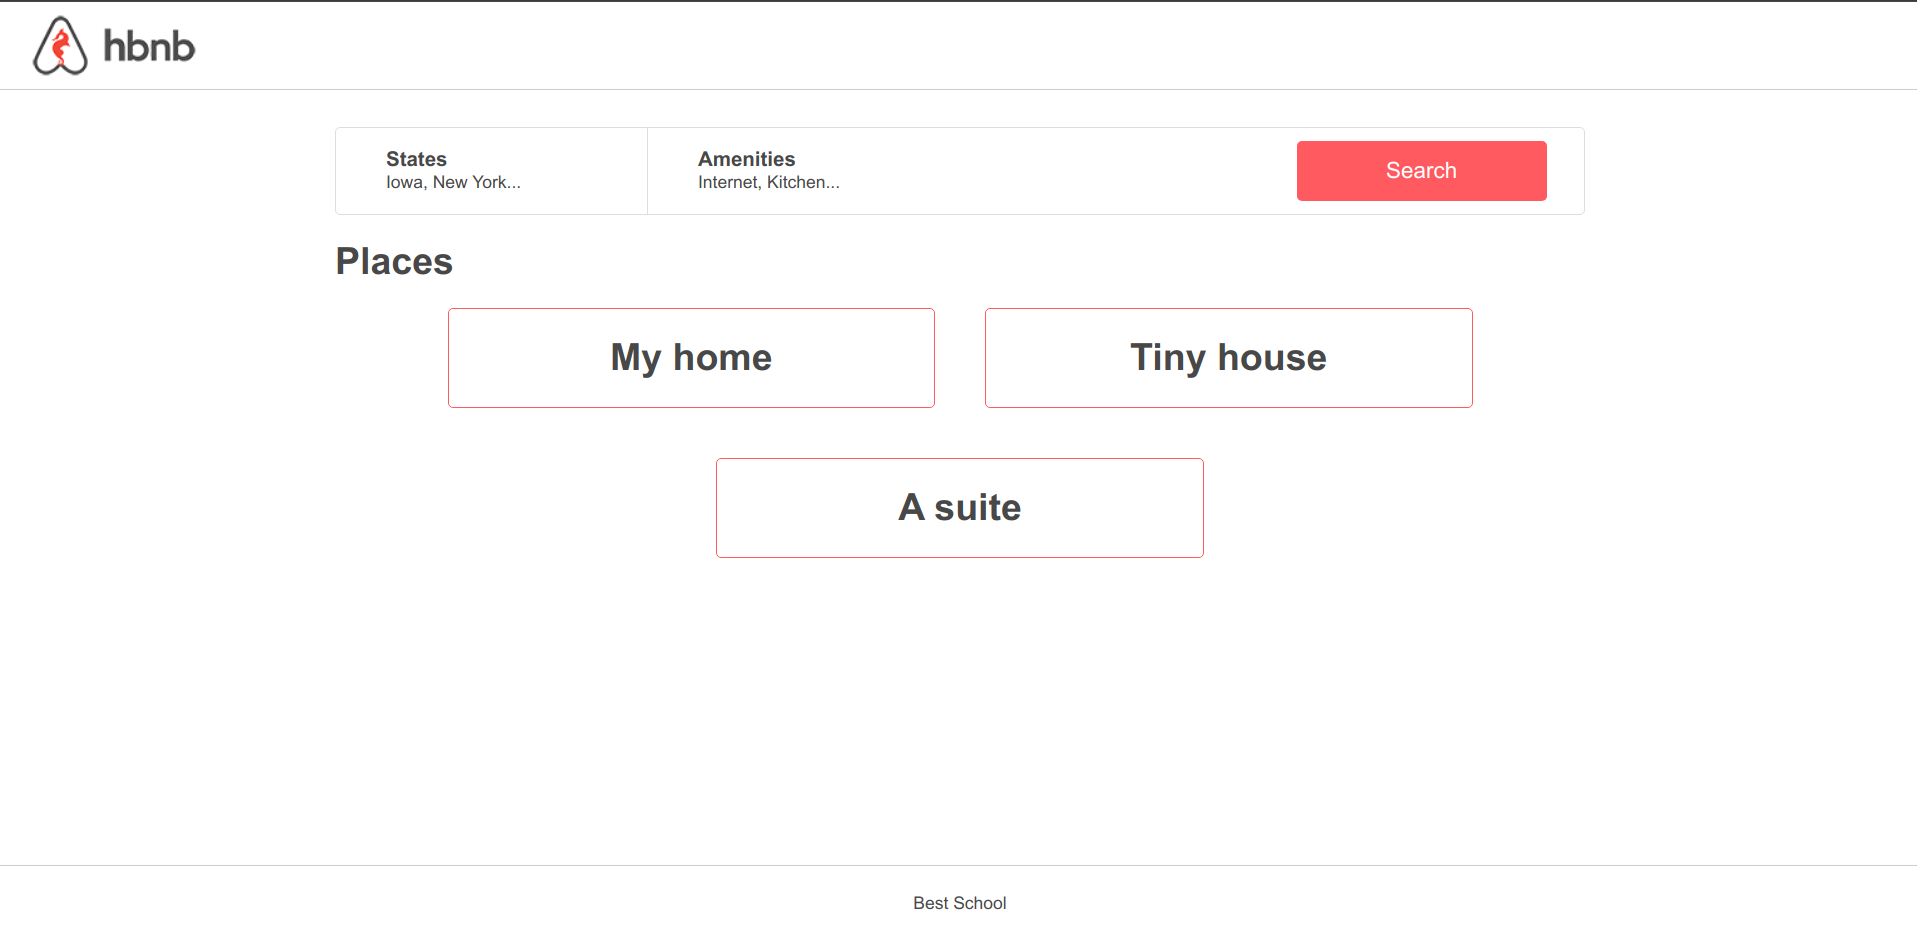 hbnb
States
Iowa, New York...
Amenities
Internet, Kitchen...
Search
Places
My home
Tiny house
A suite
Best School